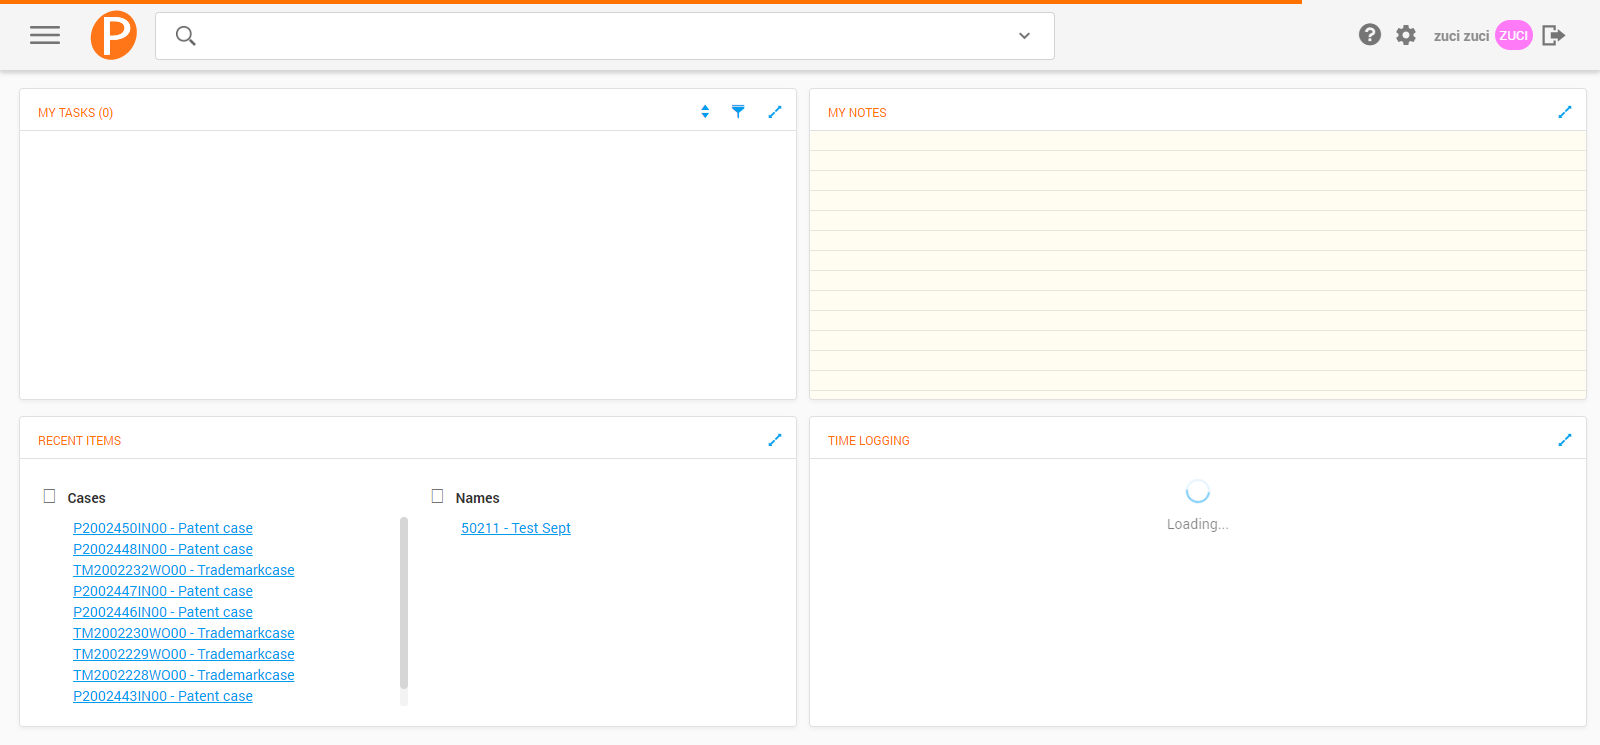 P
zuci zuci ZUCI
MY TASKS (0)
MY NOTES
RECENT ITEMS
Cases
P2002450IN00 - Patent case
P2002448IN00 - Patent case
TM2002232WO00 - Trademarkcase
P2002447IN00 - Patent case
P2002446IN00 - Patent case
TM2002230WO00 - Trademarkcase
TM2002229WO00 - Trademarkcase
TM2002228WO00 - Trademarkcase
P2002443IN00 - Patent case
Names
50211 - Test Sept
TIME LOGGING
Loading...